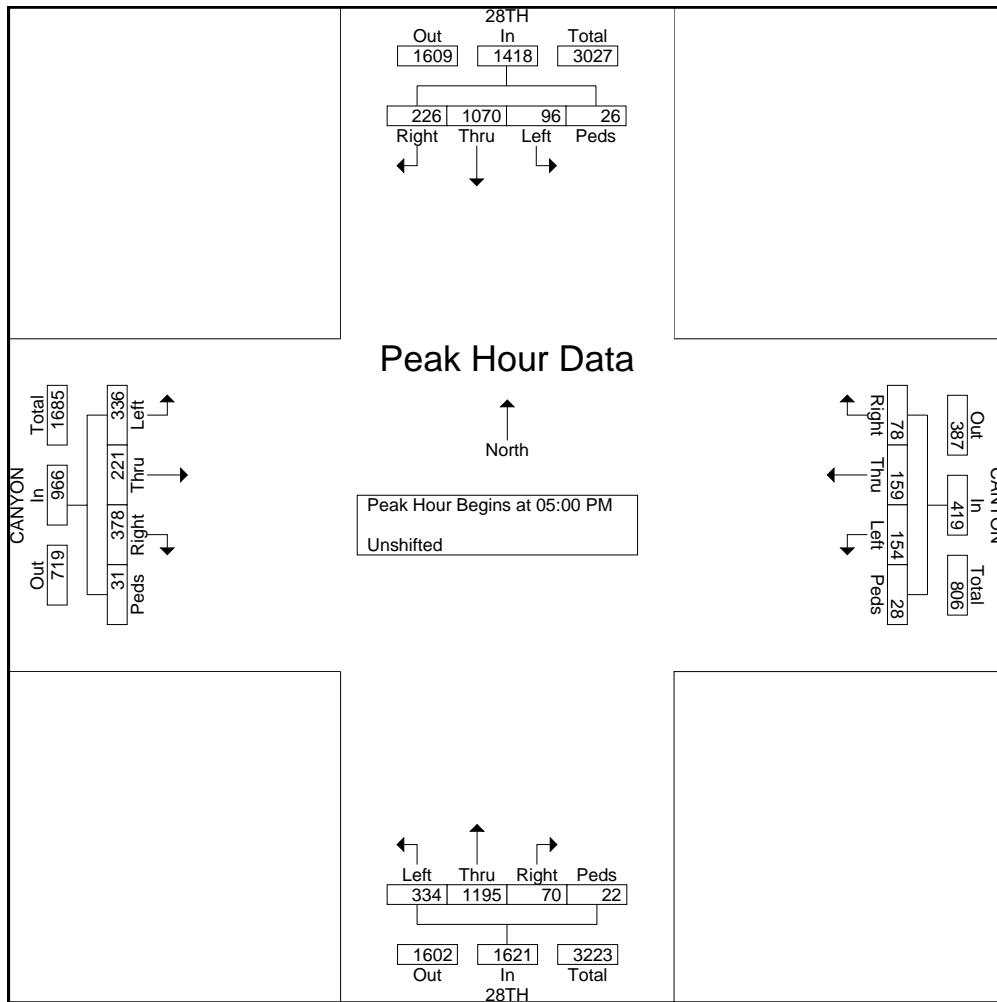 28TH
Out In Total
1609 1418 3027
226 1070 96 26
Right Thru Left Peds
Peak Hour Data
North
Peak Hour Begins at 05:00 PM
Unshifted
CANYON
Total In Out
1685 966 719
336 221 378 31
Left Thru Right Peds
CANYON
Out In Total
387 419 806
78 159 154 28
Right Thru Left Peds
Left Thru Right Peds
334 1195 70 22
1602 1621 3223
Out In Total
28TH